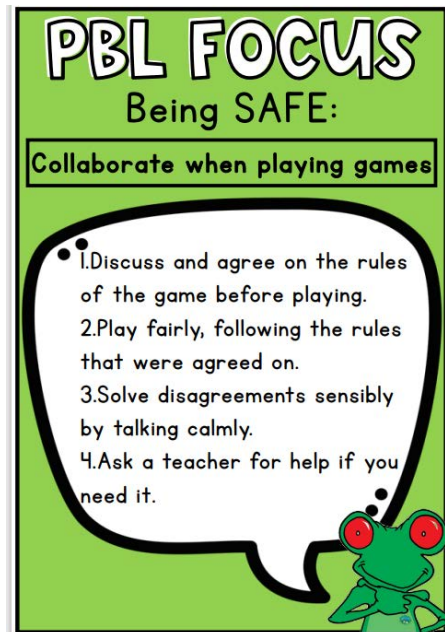 PBL FOCUS
Being SAFE:
Collaborate when playing games
1.Discuss and agree on the rules
of the game before playing.
2.Play fairly, following the rules
that were agreed on.
3.Solve disagreements sensibly
by talking calmly.
4.Ask a teacher for help if you
need it.